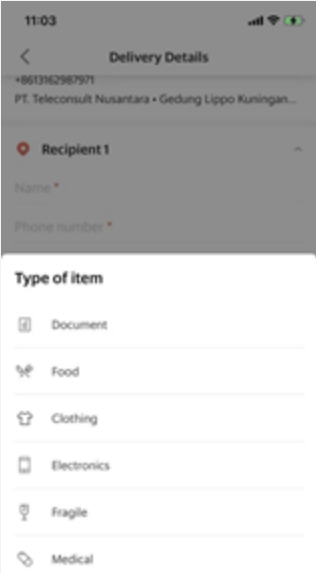 11:03
Delivery Details
+8613162987971
PT. Teleconsult Nusantara • Gedung Lippo Kuningan...
Recipient 1
Name *
Phone number *
Type of item
Document
Food
Clothing
Electronics
Fragile
Medical